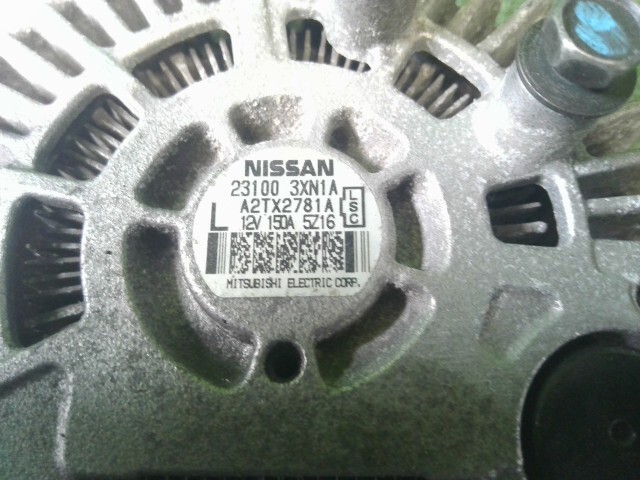 NISSAN
23100 3XN1A
A2TX2781A
L 12V 150A 5Z16
LSC
MITSUBISHI ELECTRIC CORP.